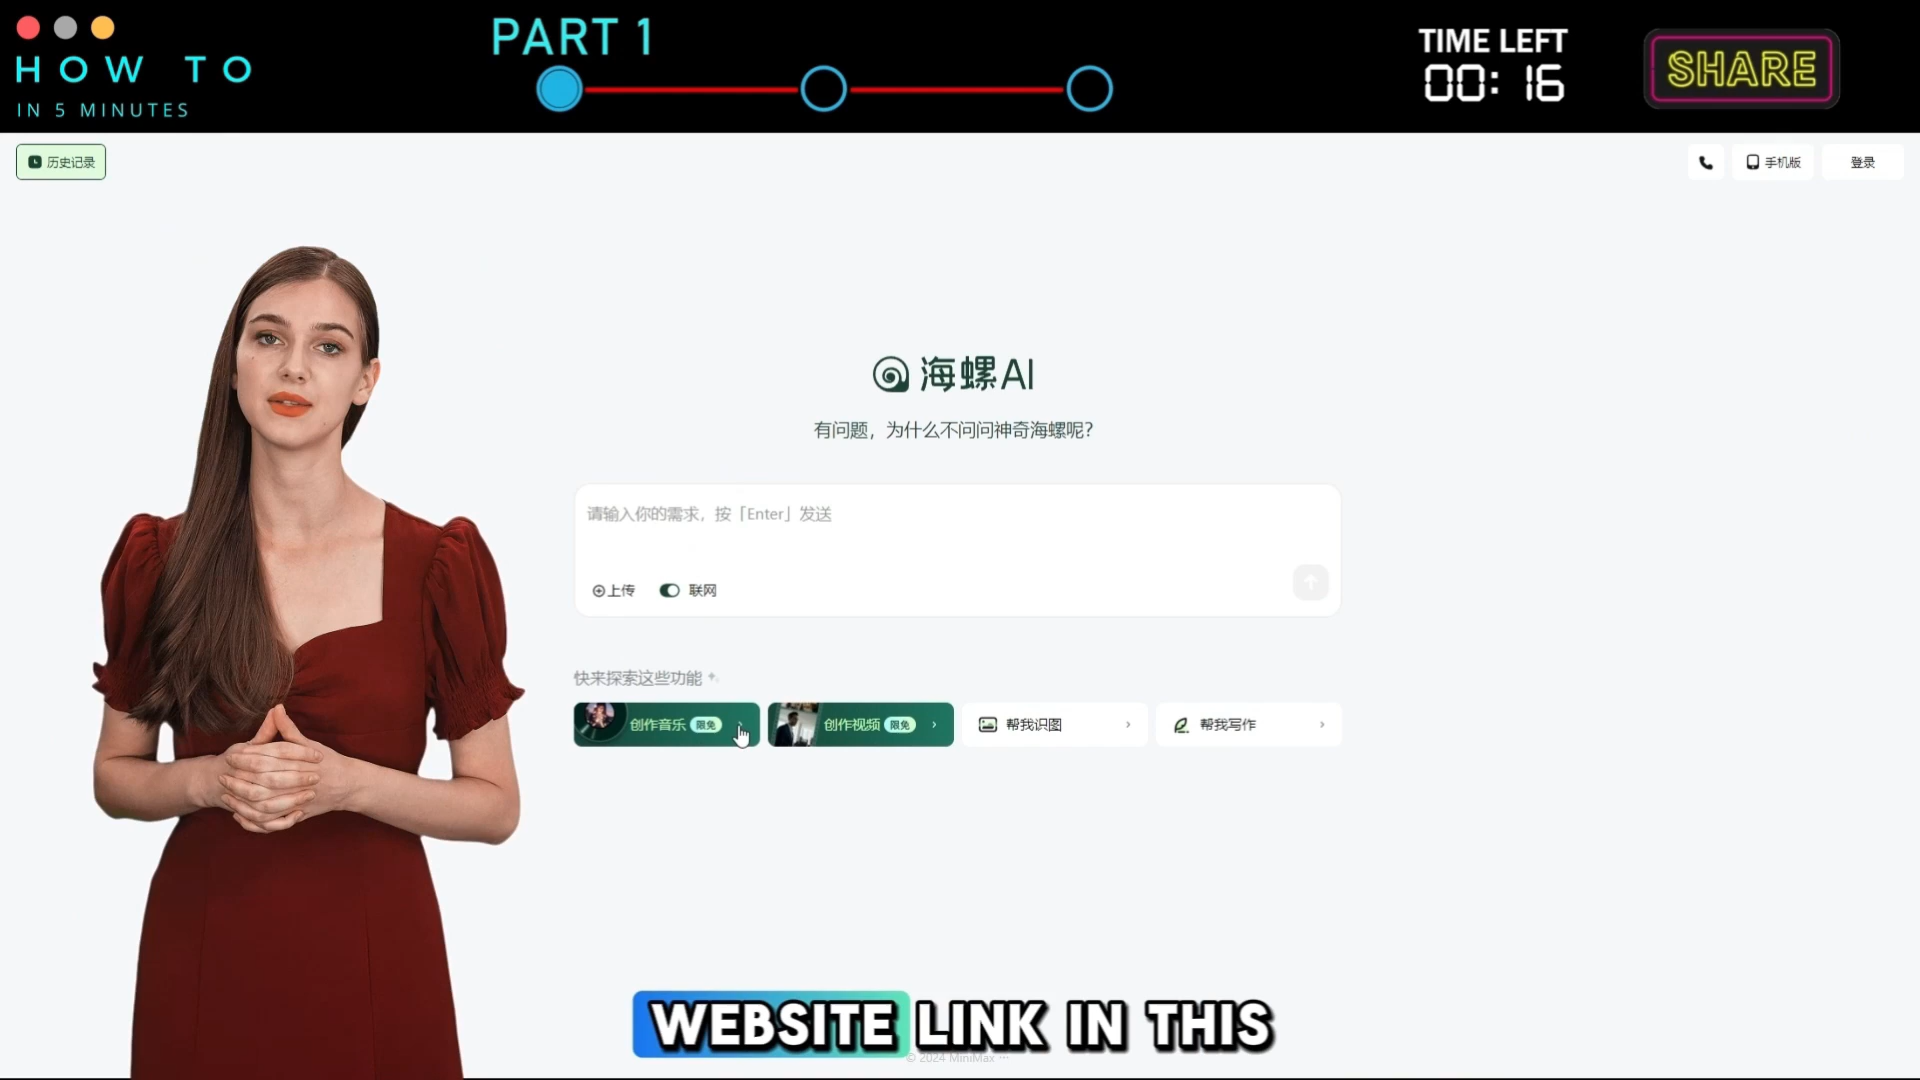 HOW TO
IN 5 MINUTES
PART 1
TIME LEFT
00: 16
SHARE
历史记录
手机版
登录
海螺AI
有问题，为什么不问问神奇海螺呢?
请输入你的需求，按「Enter」发送
上传
联网
快来探索这些功能
创作音乐 限免
创作视频 限免
帮我识图
帮我写作
WEBSITE LINK IN THIS
© 2024 MiniMax